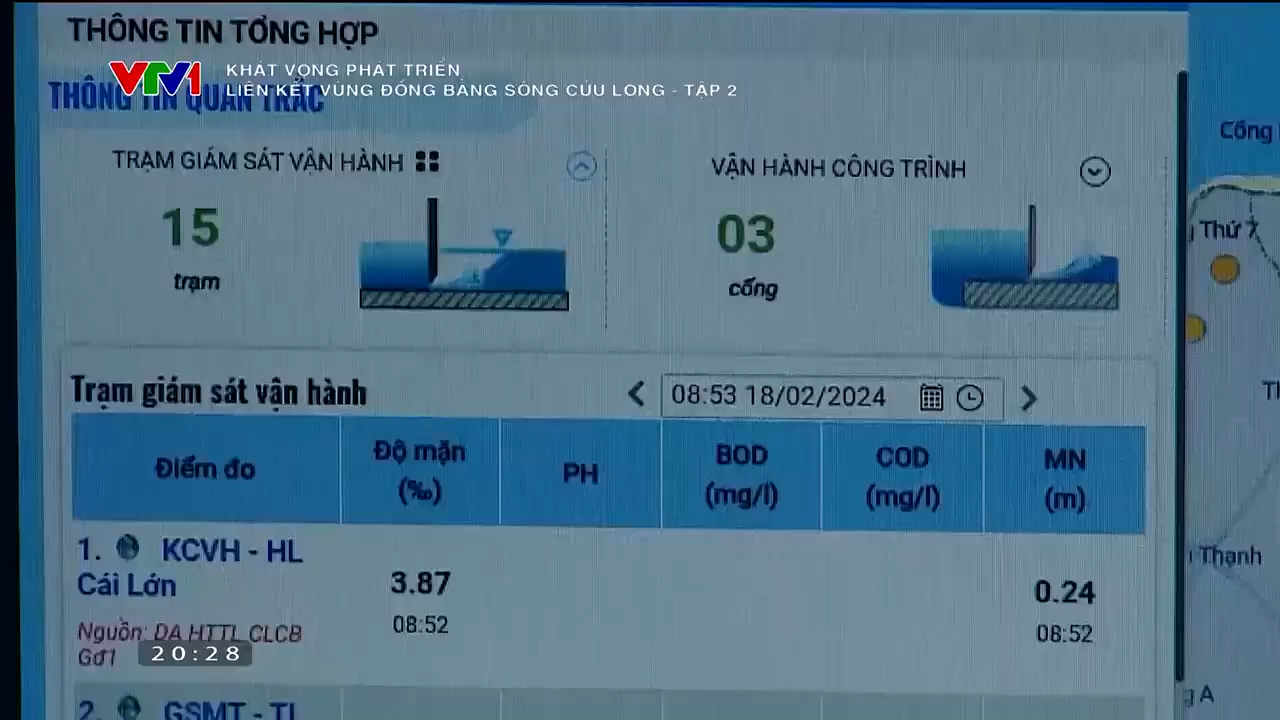 THÔNG TIN TỔNG HỢP
VTV1
KHÁT VỌNG PHÁT TRIỂN
LIÊN KẾT VÙNG ĐỒNG BẰNG SÔNG CỬU LONG - TẬP 2
THÔNG TIN QUAN TRẮC
TRẠM GIÁM SÁT VẬN HÀNH
VẬN HÀNH CÔNG TRÌNH
15
trạm
03
cống
Trạm giám sát vận hành
08:53 18/02/2024
Điểm đo
Độ mặn
(‰)
PH
BOD
(mg/l)
COD
(mg/l)
MN
(m)
1. KCVH - HL
Cái Lớn
3.87
0.24
Nguồn: DA HTTL CLCB
Gđ1
08:52
08:52
20:28
2. GSMT - TL
Cống
Thứ 7
Thạnh
A